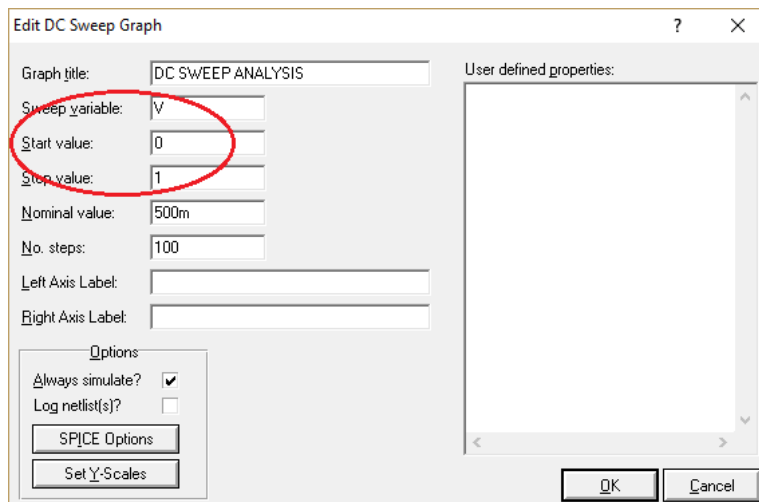 Edit DC Sweep Graph ? X
Graph title: DC SWEEP ANALYSIS
User defined properties:
Sweep variable: V
Start value: 0
Stop value: 1
Nominal value: 500m
No. steps: 100
Left Axis Label:
Right Axis Label:
Options
Always simulate?
Log netlist(s)?
SPICE Options
Set Y-Scales
OK Cancel